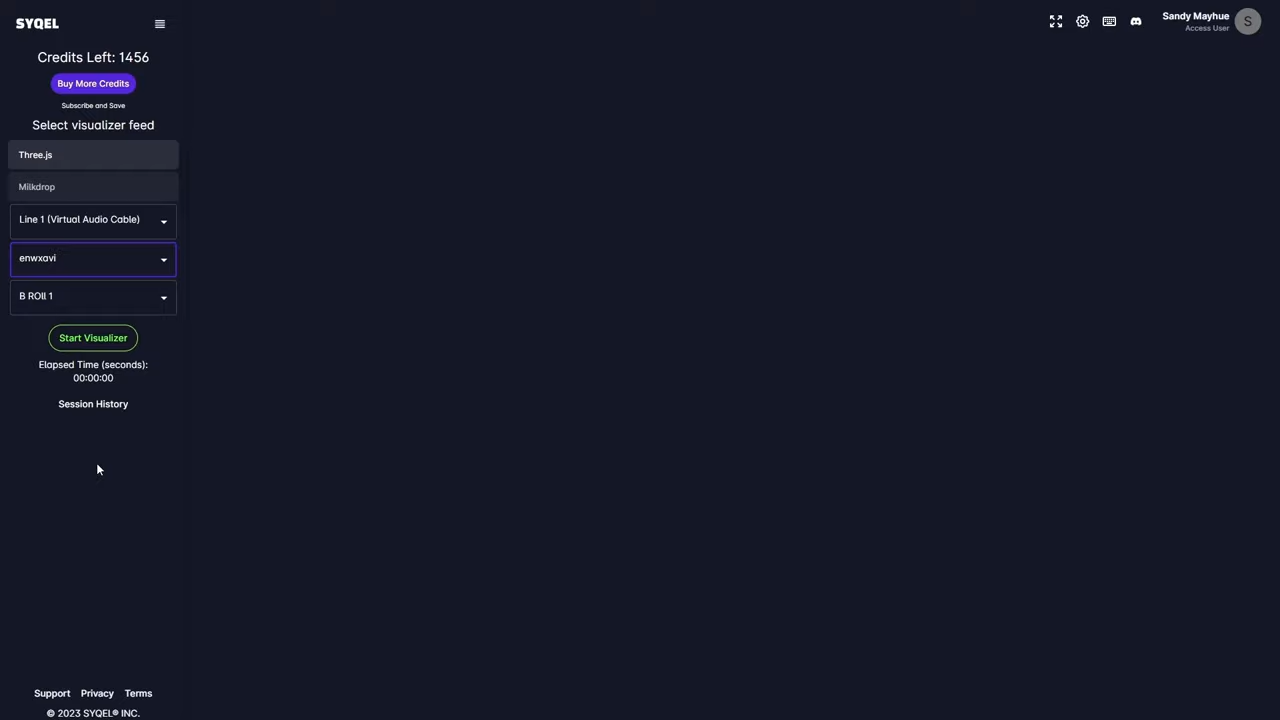 SYQEL
Sandy Mayhue
Access User
S
Credits Left: 1456
Buy More Credits
Subscribe and Save
Select visualizer feed
Three.js
Milkdrop
Line 1 (Virtual Audio Cable)
enwxavi
B ROll 1
Start Visualizer
Elapsed Time (seconds):
00:00:00
Session History
Support Privacy Terms
© 2023 SYQEL® INC.